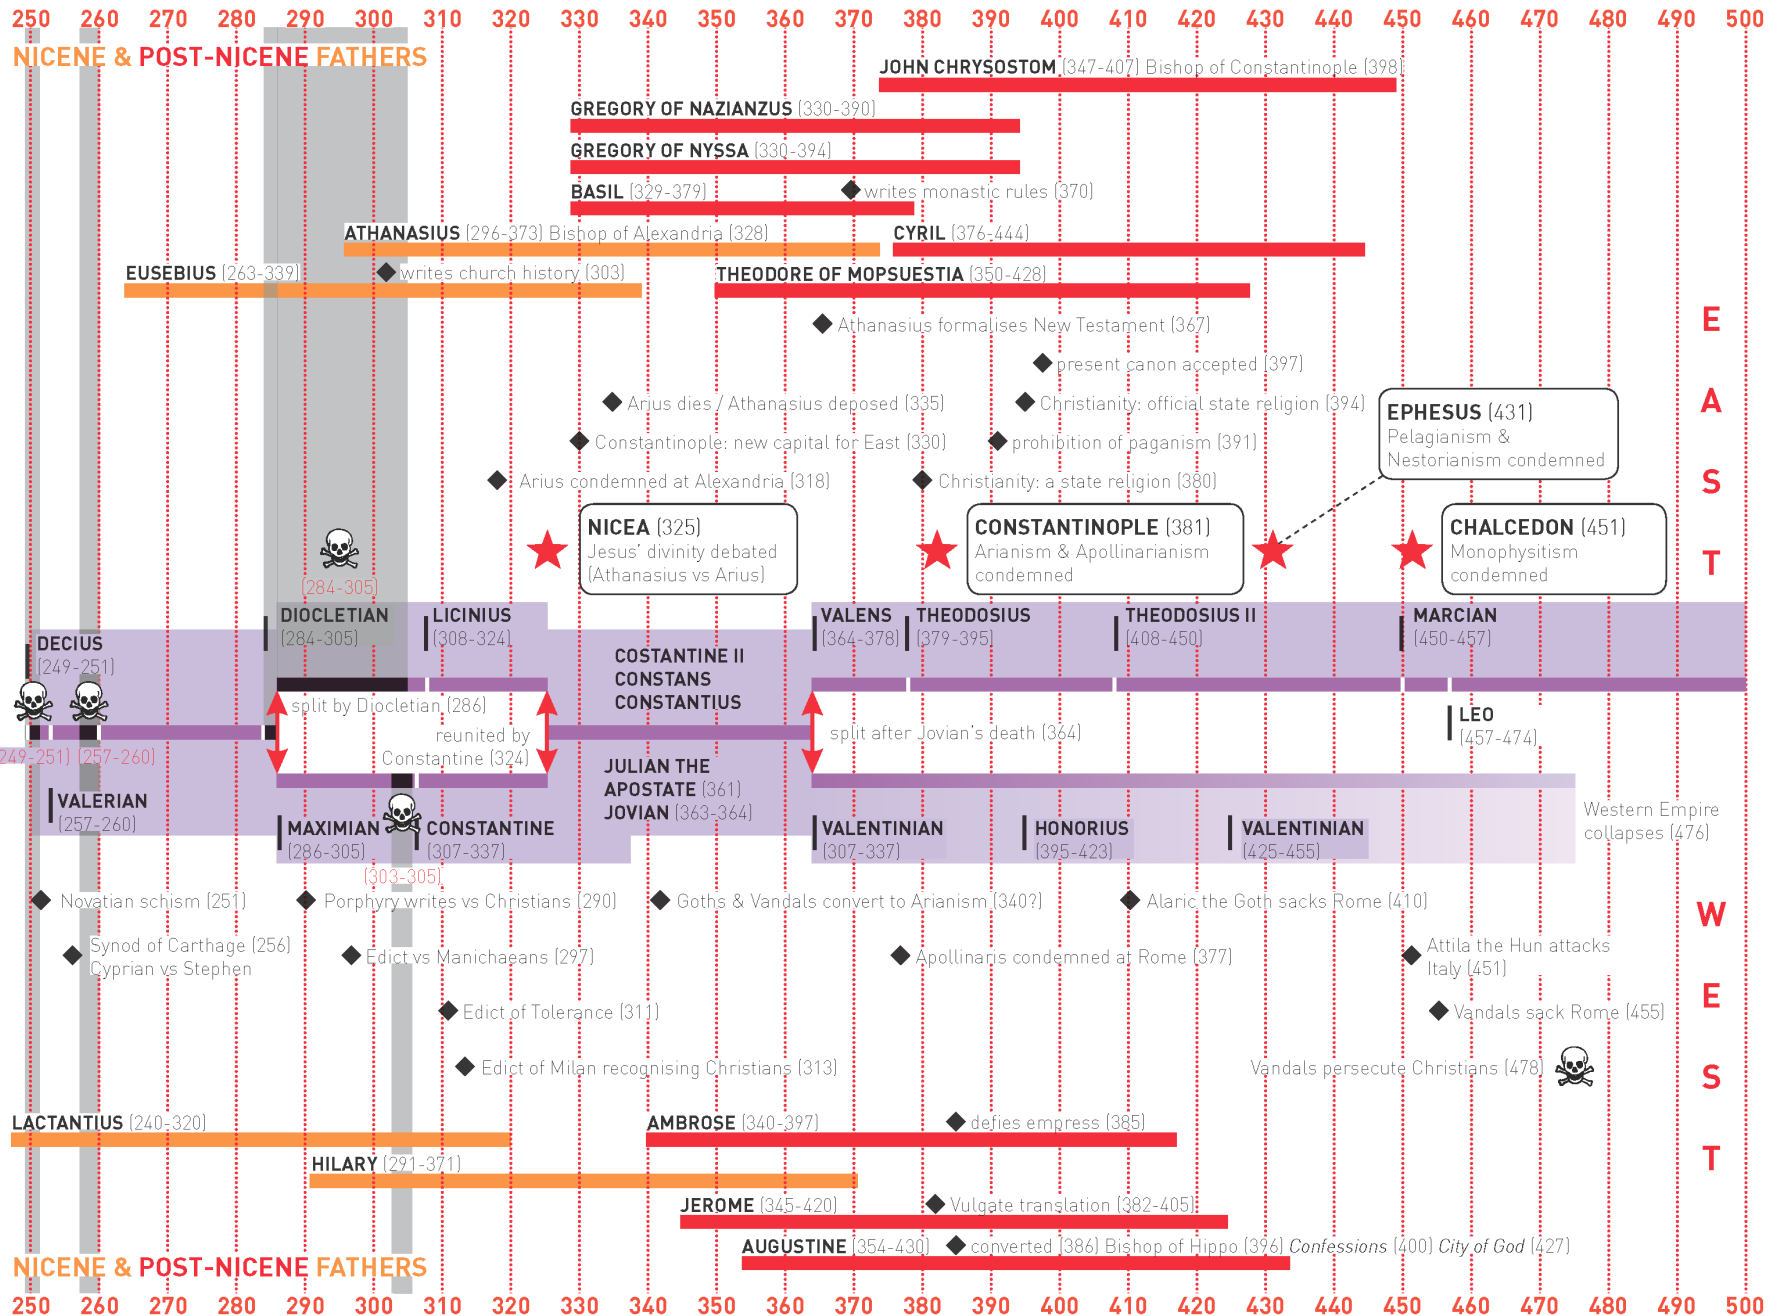 250 260 270 280 290 300 310 320 330 340 350 360 370 380 390 400 410 420 430 440 450 460 470 480 490 500
NICENE & POST-NICENE FATHERS
JOHN CHRYSOSTOM (347-407) Bishop of Constantinople (398)
GREGORY OF NAZIANZUS (330-390)
GREGORY OF NYSSA (330-394)
BASIL (329-379)
writes monastic rules (370)
ATHANASIUS (296-373) Bishop of Alexandria (328)
CYRIL (376-444)
EUSEBIUS (263-339)
writes church history (303)
THEODORE OF MOPSUESTIA (350-428)
Athanasius formalises New Testament (367)
present canon accepted (397)
Arius dies / Athanasius deposed (335)
Christianity: official state religion (394)
Constantinople: new capital for East (330)
prohibition of paganism (391)
Arius condemned at Alexandria (318)
Christianity: a state religion (380)
EPHESUS (431)
Pelagianism &
Nestorianism condemned
NICEA (325)
Jesus' divinity debated
(Athanasius vs Arius)
CONSTANTINOPLE (381)
Arianism & Apollinarianism
condemned
CHALCEDON (451)
Monophysitism
condemned
E
A
S
T
(284-305)
DIOCLETIAN
(284-305)
LICINIUS
(308-324)
VALENS
(364-378)
THEODOSIUS
(379-395)
THEODOSIUS II
(408-450)
MARCIAN
(450-457)
DECIUS
(249-251)
COSTANTINE II
CONSTANS
CONSTANTIUS
split by Diocletian (286)
reunited by
Constantine (324)
split after Jovian's death (364)
LEO
(457-474)
249-251) (257-260)
JULIAN THE
APOSTATE (361)
JOVIAN (363-364)
VALERIAN
(257-260)
MAXIMIAN
(286-305)
CONSTANTINE
(307-337)
VALENTINIAN
(307-337)
HONORIUS
(395-423)
VALENTINIAN
(425-455)
Western Empire
collapses (476)
(303-305)
Novatian schism (251)
Porphyry writes vs Christians (290)
Goths & Vandals convert to Arianism (340?)
Alaric the Goth sacks Rome (410)
Synod of Carthage (256)
Cyprian vs Stephen
Edict vs Manichaeans (297)
Apollinaris condemned at Rome (377)
Attila the Hun attacks
Italy (451)
Edict of Tolerance (311)
Vandals sack Rome (455)
Edict of Milan recognising Christians (313)
Vandals persecute Christians (478)
W
E
S
T
LACTANTIUS (240-320)
AMBROSE (340-397)
defies empress (385)
HILARY (291-371)
JEROME (345-420)
Vulgate translation (382-405)
AUGUSTINE (354-430)
converted (386) Bishop of Hippo (396) Confessions (400) City of God (427)
NICENE & POST-NICENE FATHERS
250 260 270 280 290 300 310 320 330 340 350 360 370 380 390 400 410 420 430 440 450 460 470 480 490 500